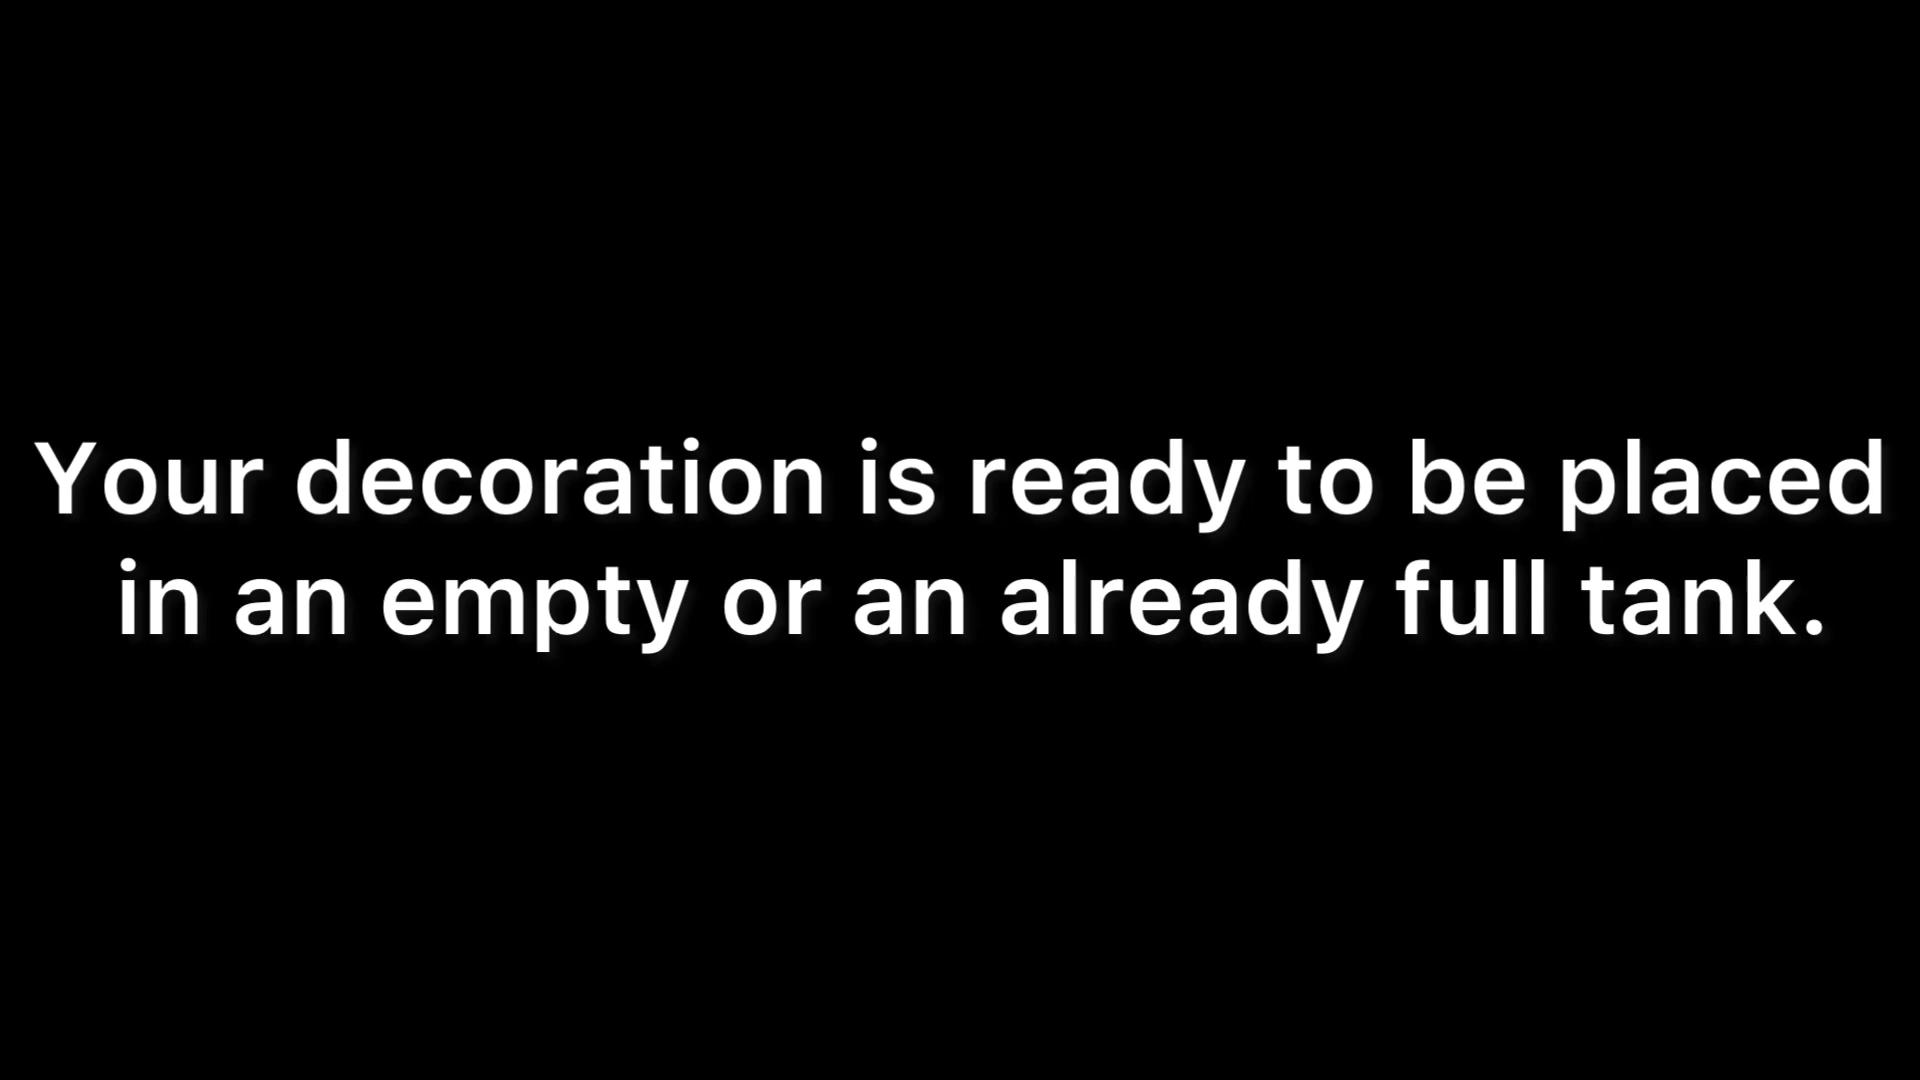 Your decoration is ready to be placed
in an empty or an already full tank.